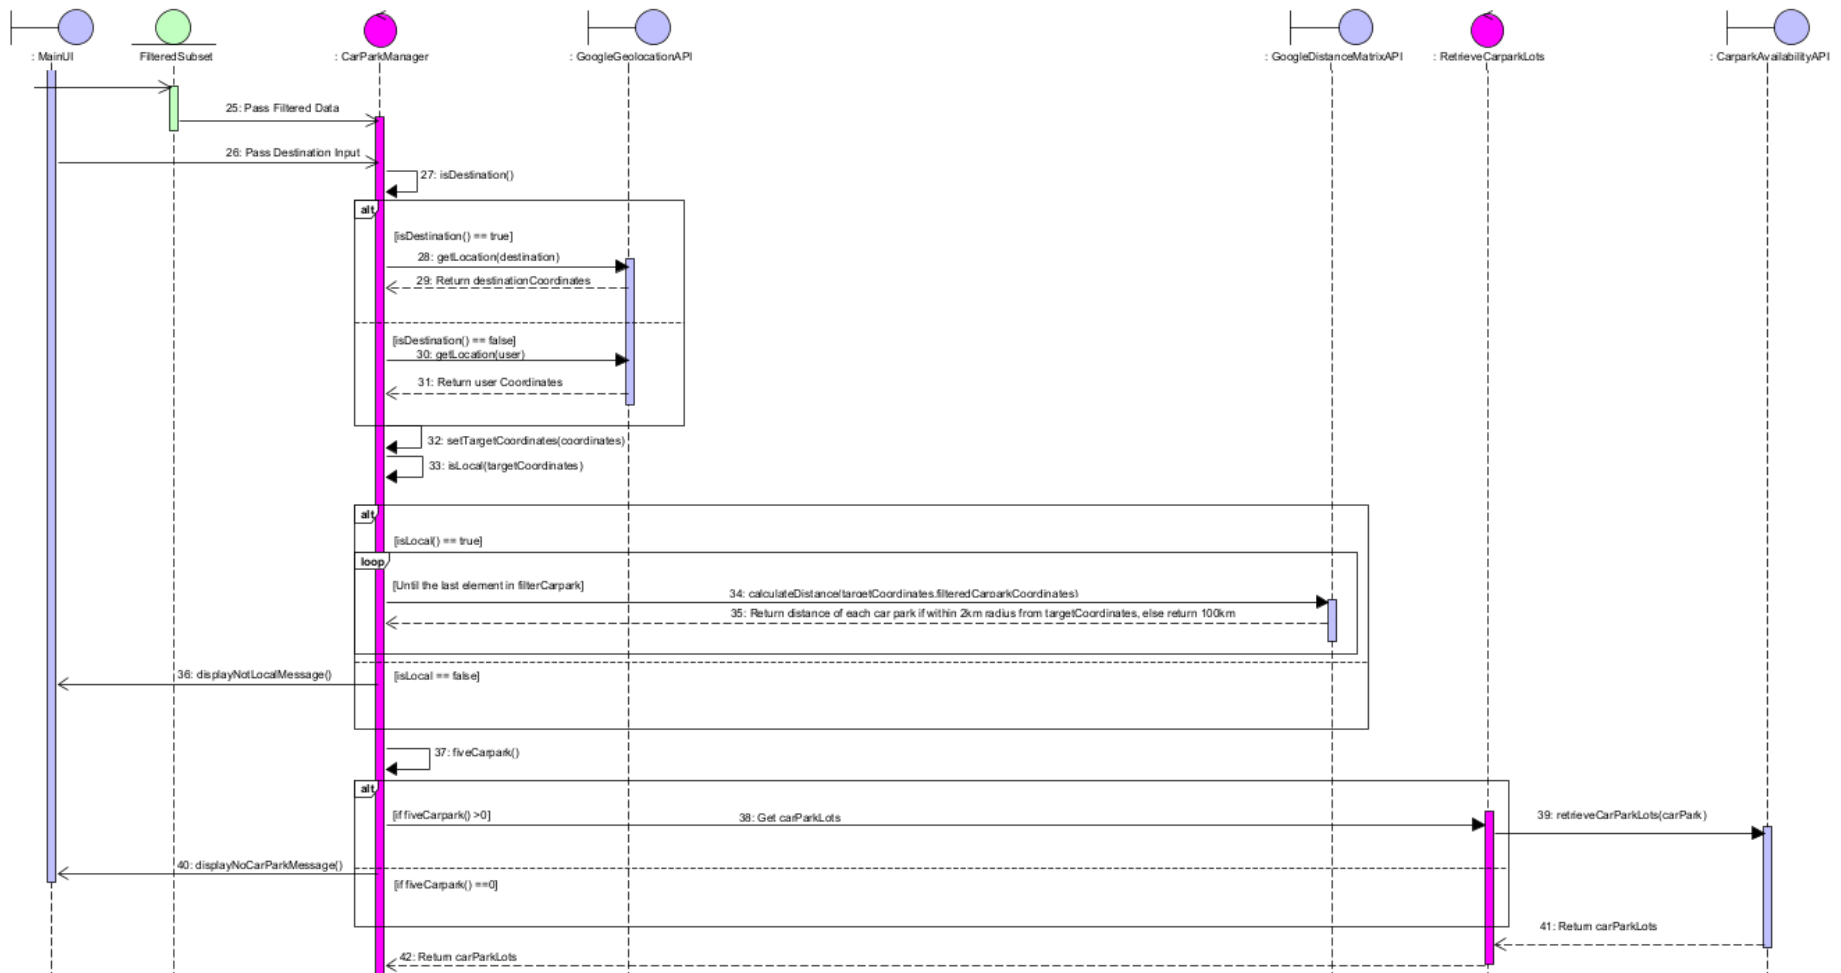 : MainUI
FilteredSubset
: CarParkManager
: GoogleGeolocationAPI
: GoogleDistanceMatrixAPI
: RetrieveCarparkLots
: CarparkAvailabilityAPI
25: Pass Filtered Data
26: Pass Destination Input
27: isDestination()
alt
[isDestination() == true]
28: getLocation(destination)
29: Return destinationCoordinates
[isDestination() == false]
30: getLocation(user)
31: Return user Coordinates
32: setTargetCoordinates(coordinates)
33: isLocal(targetCoordinates)
alt
[isLocal() == true]
loop
[Until the last element in filterCarpark]
34: calculateDistance(targetCoordinates,filteredCarparkCoordinates)
35: Return distance of each car park if within 2km radius from targetCoordinates, else return 100km
36: displayNotLocalMessage()
[isLocal == false]
37: fiveCarpark()
alt
[if fiveCarpark() >0]
38: Get carParkLots
39: retrieveCarParkLots(carPark)
40: displayNoCarParkMessage()
[if fiveCarpark() ==0]
41: Return carParkLots
42: Return carParkLots